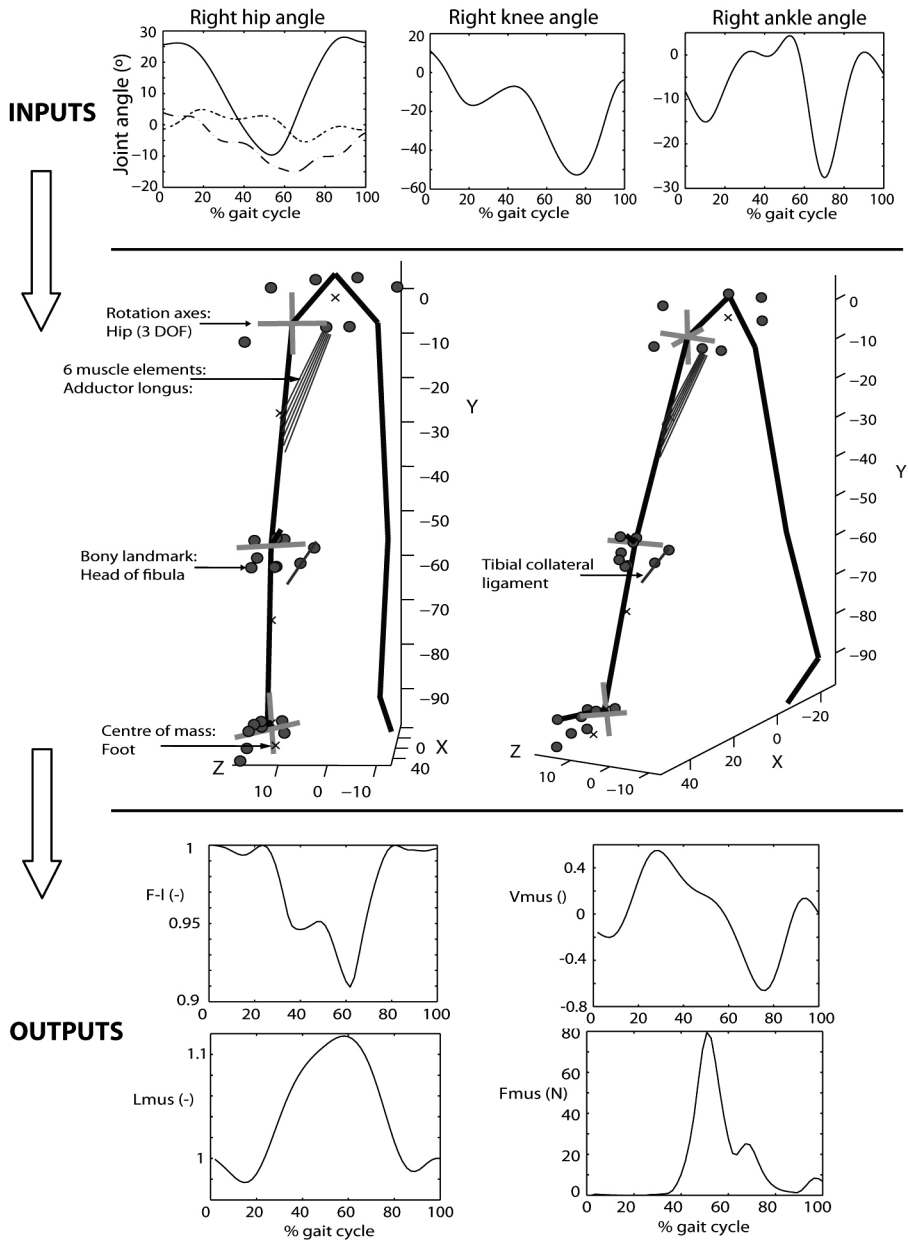 Right hip angle
Right knee angle
Right ankle angle
INPUTS
Joint angle (º)
30
20
10
0
−10
−20
0 20 40 60 80 100
% gait cycle
20
0
−20
−40
−60
0 20 40 60 80 100
% gait cycle
0
−10
−20
−30
0 20 40 60 80 100
% gait cycle
Rotation axes:
Hip (3 DOF)
6 muscle elements:
Adductor longus:
Bony landmark:
Head of fibula
Centre of mass:
Foot
0
−10
−20
−30
−40
−50
−60
−70
−80
−90
Y
0 X
40
Z
10 0 −10
Tibial collateral
ligament
0
−10
−20
−30
−40
−50
−60
−70
−80
−90
Y
−20
0
20
40
X
Z
10
0
−10
OUTPUTS
F-l (-)
1
0.95
0.9
0 20 40 60 80 100
Vmus ()
0.4
0
-0.4
-0.8
0 20 40 60 80 100
Lmus (-)
1.1
1
0 20 40 60 80 100
% gait cycle
Fmus (N)
80
60
40
20
0
0 20 40 60 80 100
% gait cycle